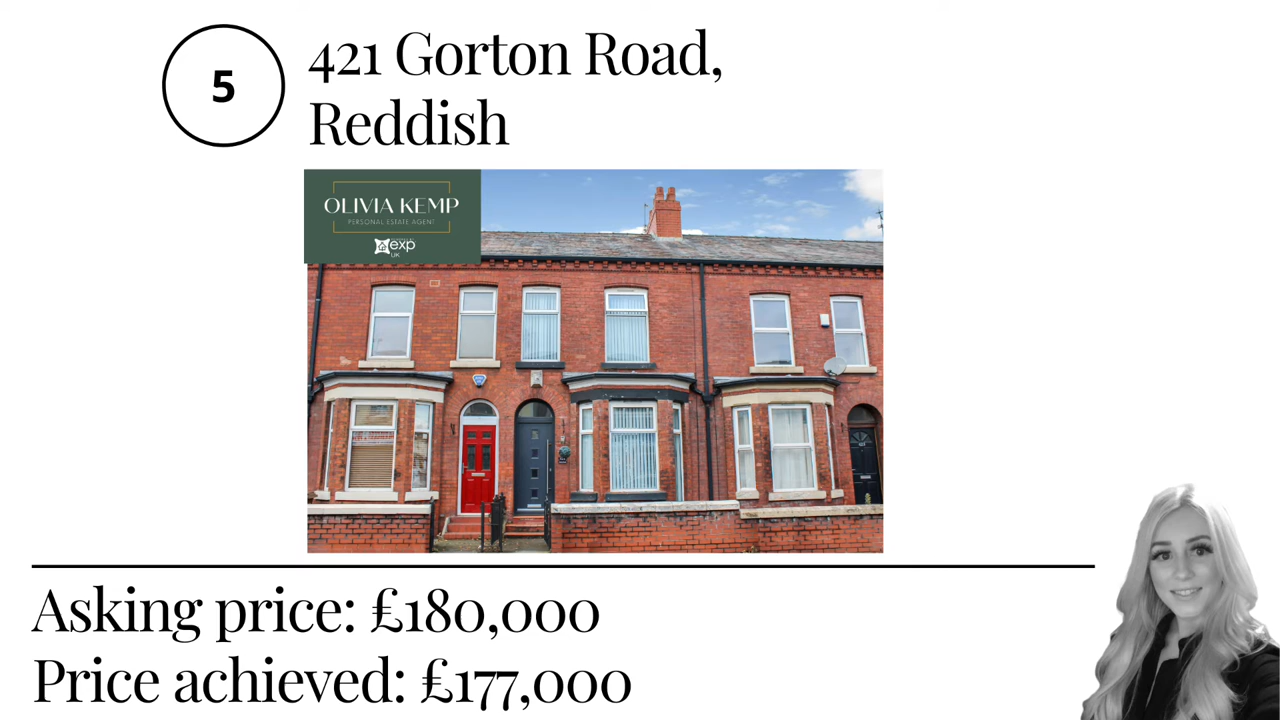 5
421 Gorton Road,
Reddish
OLIVIA KEMP
PERSONAL ESTATE AGENT
exp
UK
Asking price: £180,000
Price achieved: £177,000